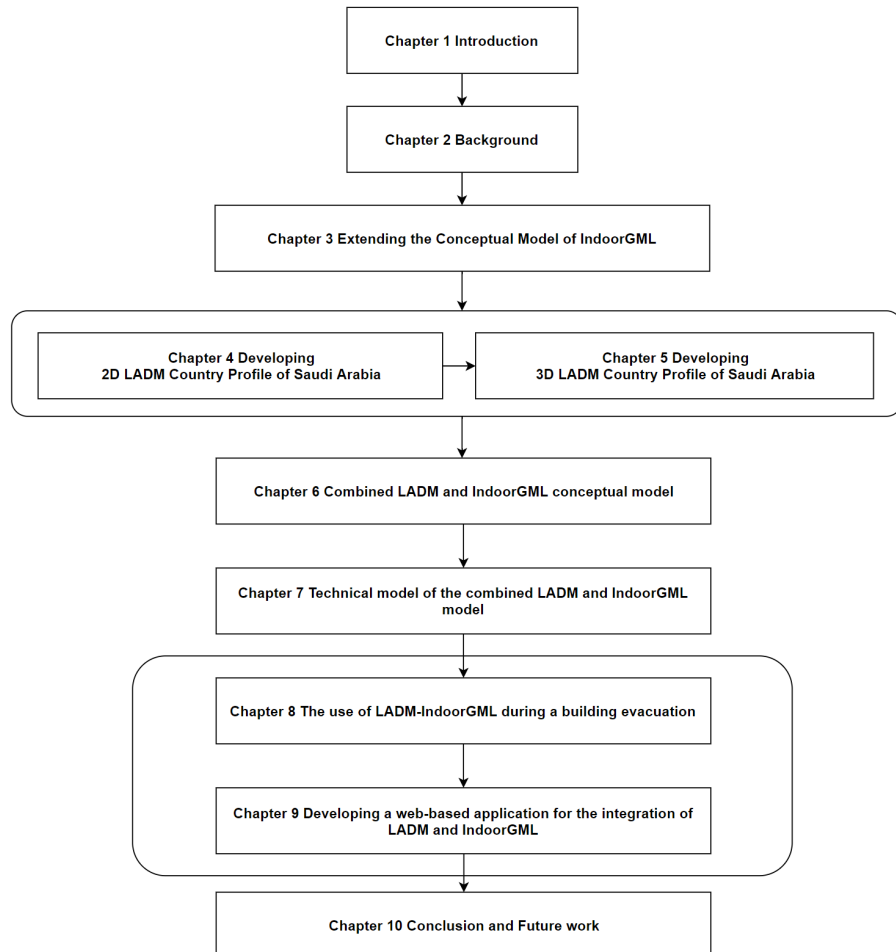 Chapter 1 Introduction
Chapter 2 Background
Chapter 3 Extending the Conceptual Model of IndoorGML
Chapter 4 Developing
2D LADM Country Profile of Saudi Arabia
Chapter 5 Developing
3D LADM Country Profile of Saudi Arabia
Chapter 6 Combined LADM and IndoorGML conceptual model
Chapter 7 Technical model of the combined LADM and IndoorGML
model
Chapter 8 The use of LADM-IndoorGML during a building evacuation
Chapter 9 Developing a web-based application for the integration of
LADM and IndoorGML
Chapter 10 Conclusion and Future work